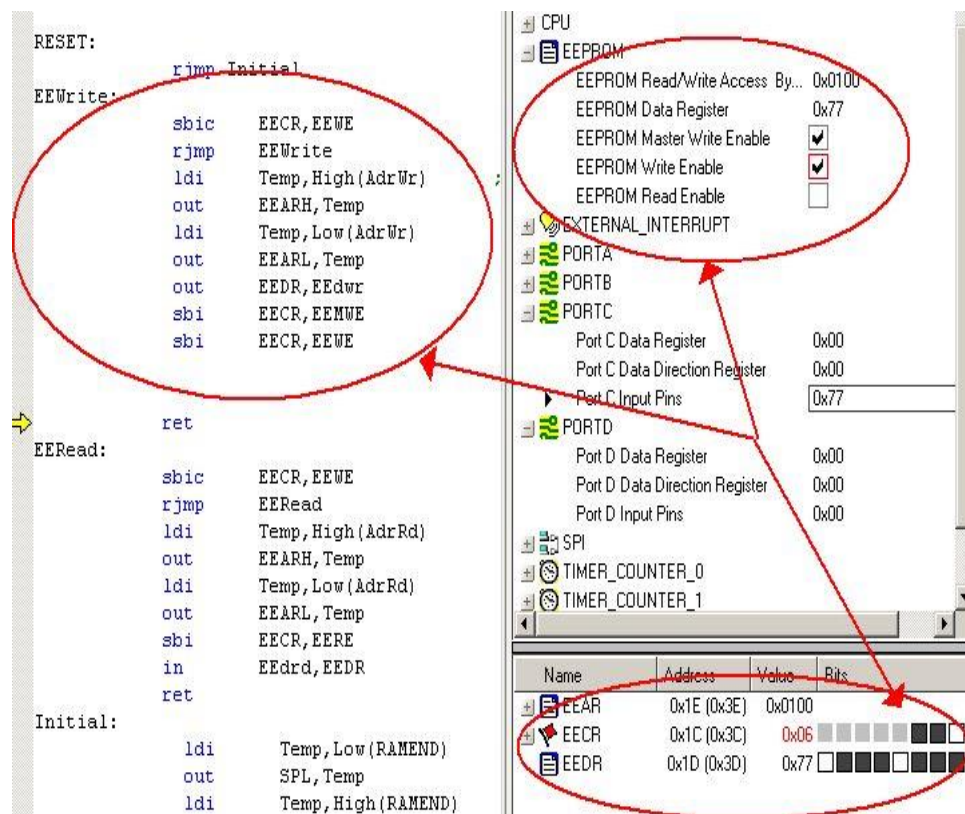 RESET:
rjmp Initial
EEWrite:
sbic EECR,EEWE
rjmp EEWrite
ldi Temp,High(AdrWr) ;
out EEARH,Temp
ldi Temp,Low(AdrWr)
out EEARL,Temp
out EEDR,EEdwr
sbi EECR,EEMWE
sbi EECR,EEWE
ret
EERead:
sbic EECR,EEWE
rjmp EERead
ldi Temp,High(AdrRd)
out EEARH,Temp
ldi Temp,Low(AdrRd)
out EEARL,Temp
sbi EECR,EERE
in EEdrd,EEDR
ret
Initial:
ldi Temp,Low(RAMEND)
out SPL,Temp
ldi Temp,High(RAMEND)
CPU
EEPROM
EEPROM Read/Write Access By... 0x0100
EEPROM Data Register 0x77
EEPROM Master Write Enable
EEPROM Write Enable
EEPROM Read Enable
EXTERNAL_INTERRUPT
PORTA
PORTB
PORTC
Port C Data Register 0x00
Port C Data Direction Register 0x00
Port C Input Pins 0x77
PORTD
Port D Data Register 0x00
Port D Data Direction Register 0x00
Port D Input Pins 0x00
SPI
TIMER_COUNTER_0
TIMER_COUNTER_1
Name Address Value Bits
EEAR 0x1E (0x3E) 0x0100
EECR 0x1C (0x3C) 0x06
EEDR 0x1D (0x3D) 0x77